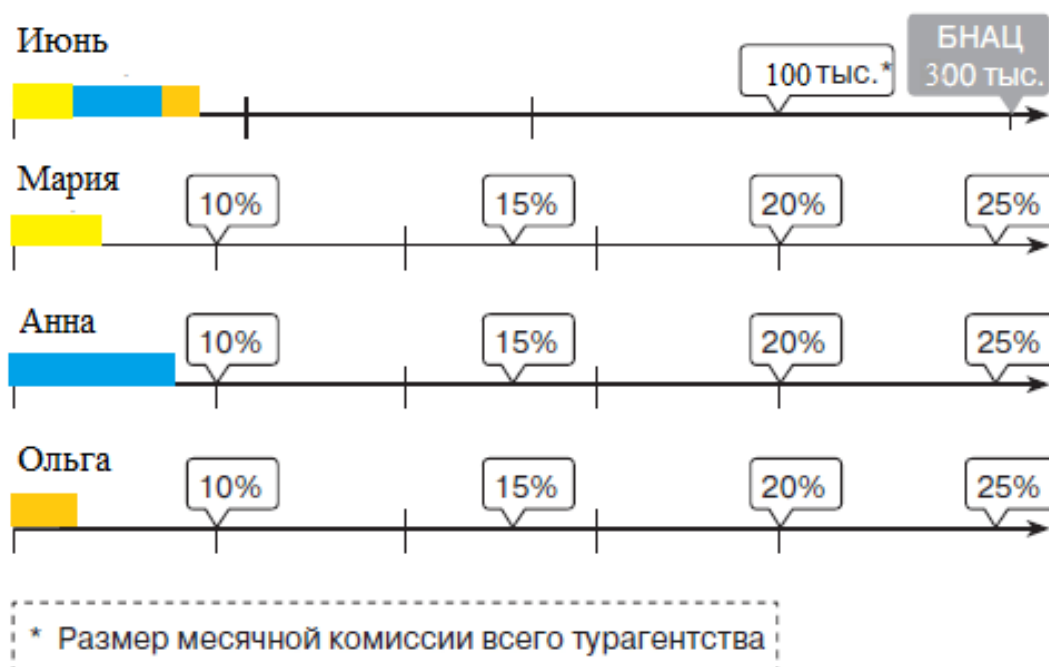 Июнь
100 тыс.*
БНАЦ
300 тыс.
Мария
10% 15% 20% 25%
Анна
10% 15% 20% 25%
Ольга
10% 15% 20% 25%
* Размер месячной комиссии всего турагентства